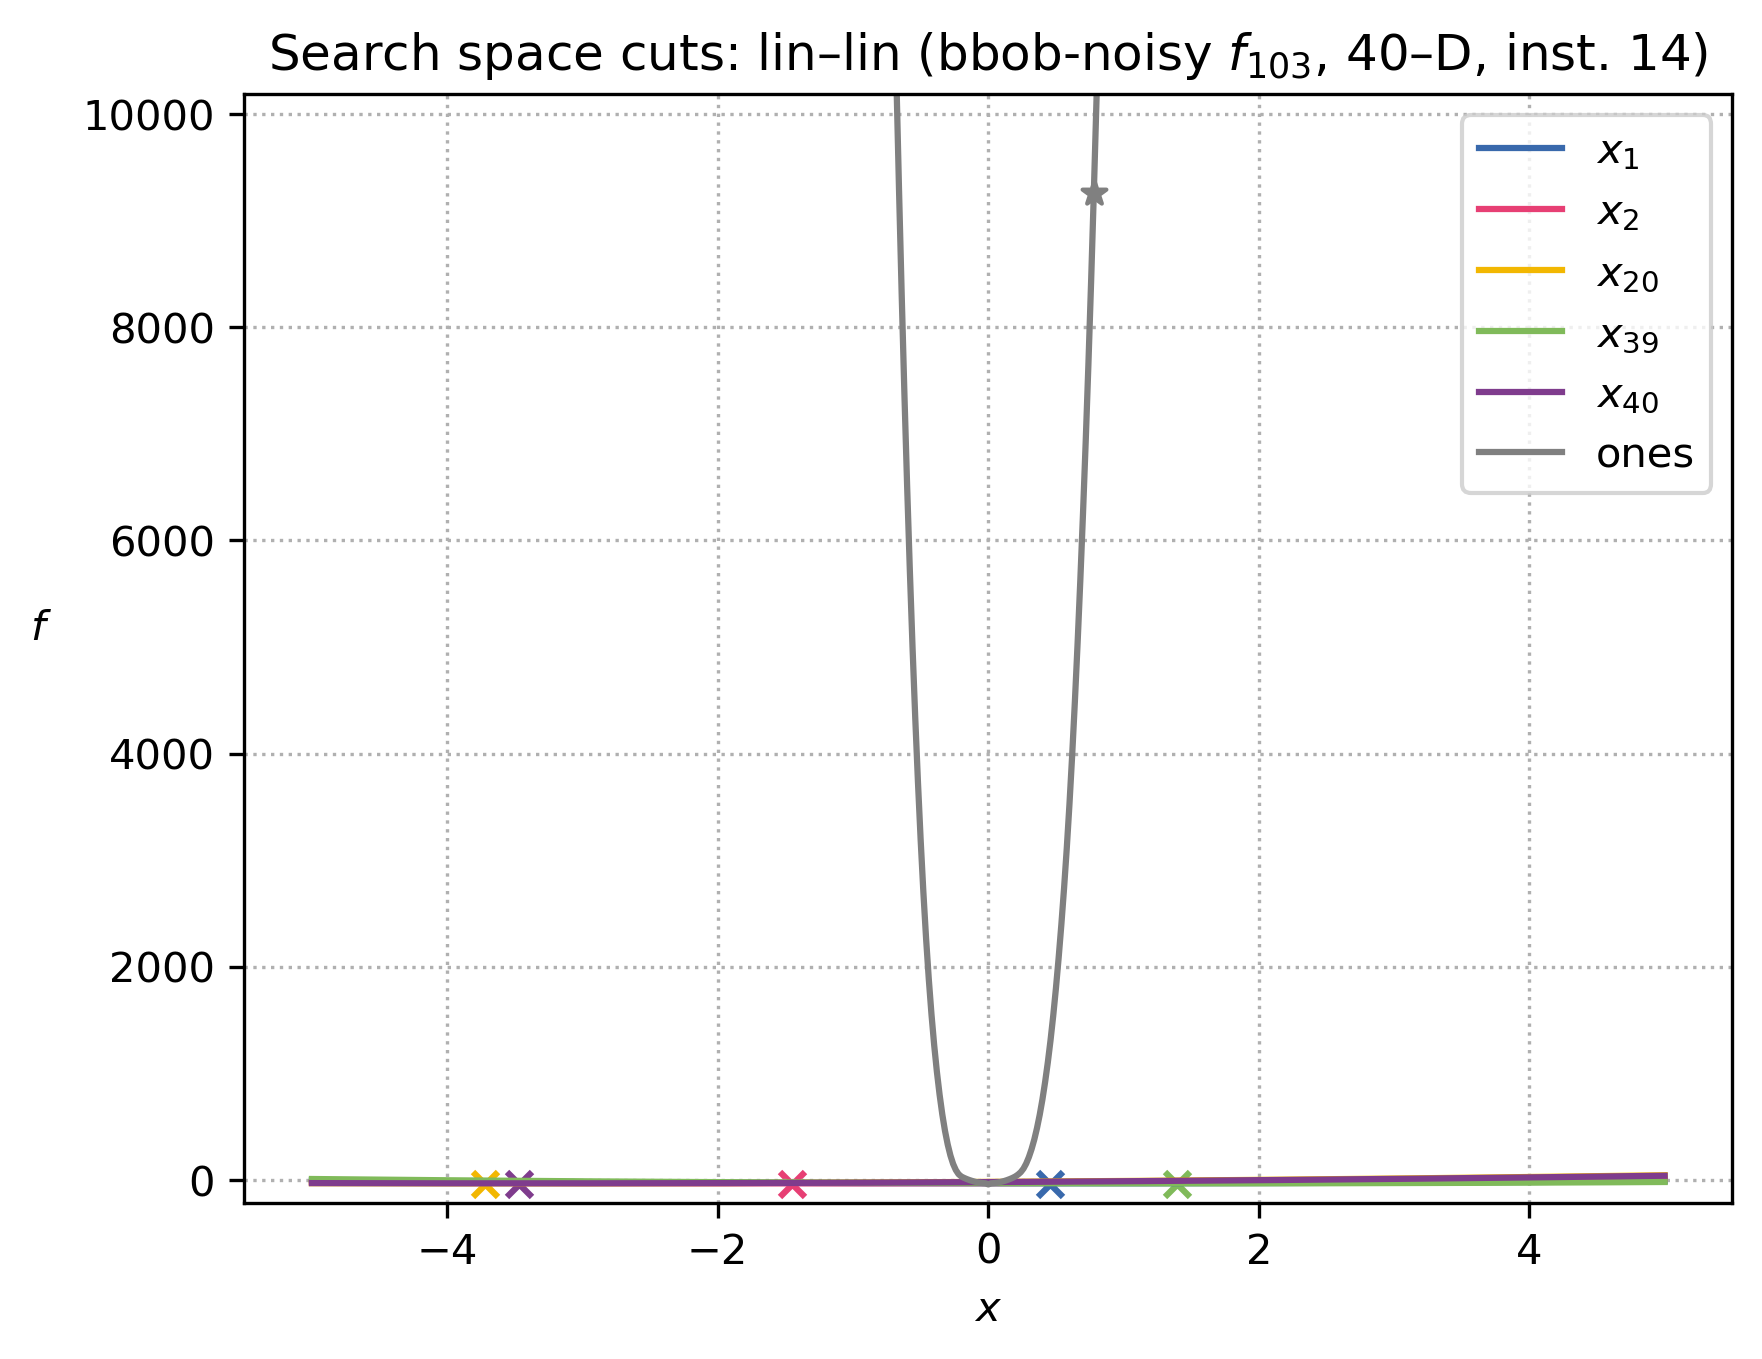 Search space cuts: lin–lin (bbob-noisy f₁₀₃, 40–D, inst. 14)
10000
8000
6000
4000
2000
0
f
−4
−2
0
2
4
x
x₁
x₂
x₂₀
x₃₉
x₄₀
ones